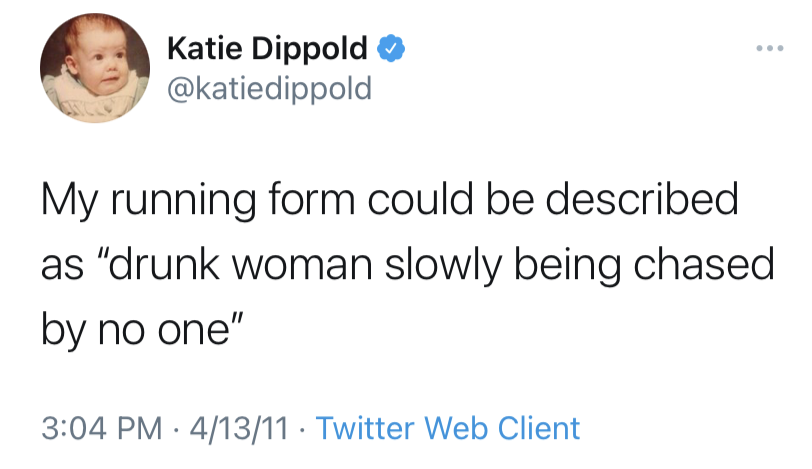 Katie Dippold
@katiedippold
My running form could be described
as “drunk woman slowly being chased
by no one”
3:04 PM · 4/13/11 · Twitter Web Client